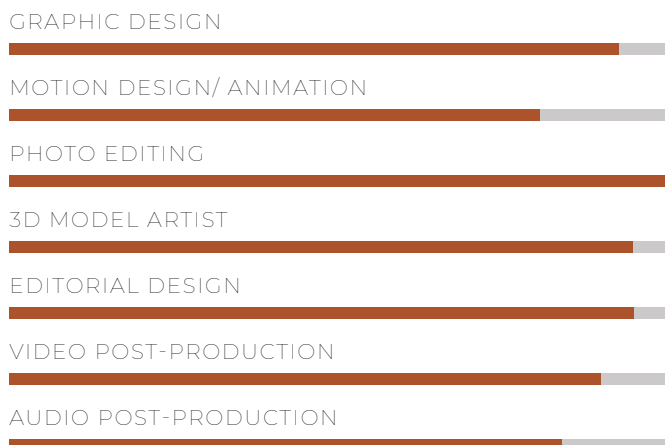 GRAPHIC DESIGN
MOTION DESIGN/ ANIMATION
PHOTO EDITING
3D MODEL ARTIST
EDITORIAL DESIGN
VIDEO POST-PRODUCTION
AUDIO POST-PRODUCTION